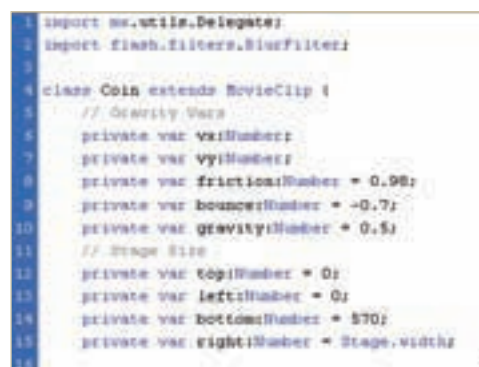 1 import mx.utils.Delegate;
2 import flash.filters.BlurFilter;
3
4 class Coin extends MovieClip {
5 // Gravity Vars
6 private var vx:Number;
7 private var vy:Number;
8 private var friction:Number = 0.98;
9 private var bounce:Number = -0.7;
10 private var gravity:Number = 0.5;
11 // Stage Size
12 private var top:Number = 0;
13 private var left:Number = 0;
14 private var bottom:Number = 570;
15 private var right:Number = Stage.width;
16